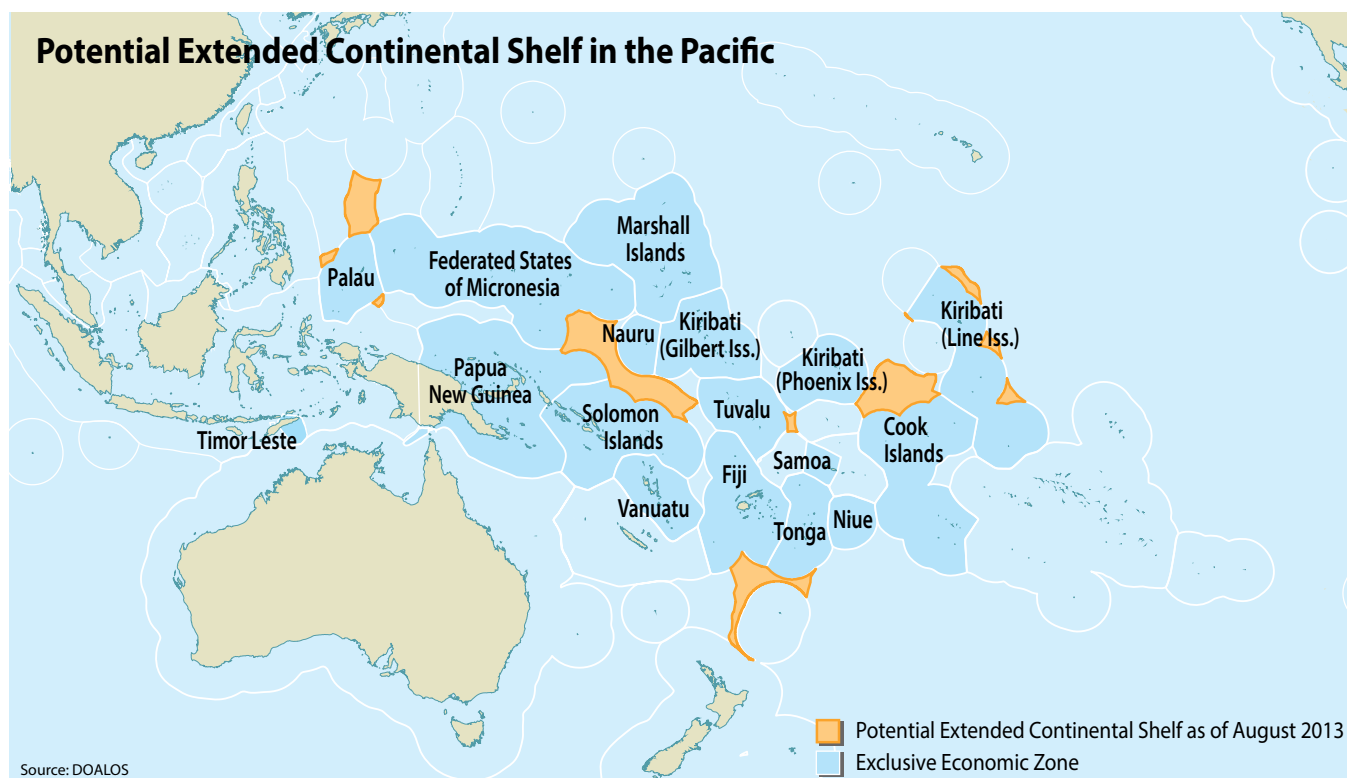 Potential Extended Continental Shelf in the Pacific
Marshall
Islands
Federated States
of Micronesia
Palau
Nauru
Kiribati
(Gilbert Iss.)
Kiribati
(Line Iss.)
Kiribati
(Phoenix Iss.)
Papua
New Guinea
Solomon
Islands
Tuvalu
Cook
Islands
Timor Leste
Samoa
Fiji
Vanuatu
Tonga
Niue
Potential Extended Continental Shelf as of August 2013
Exclusive Economic Zone
Source: DOALOS